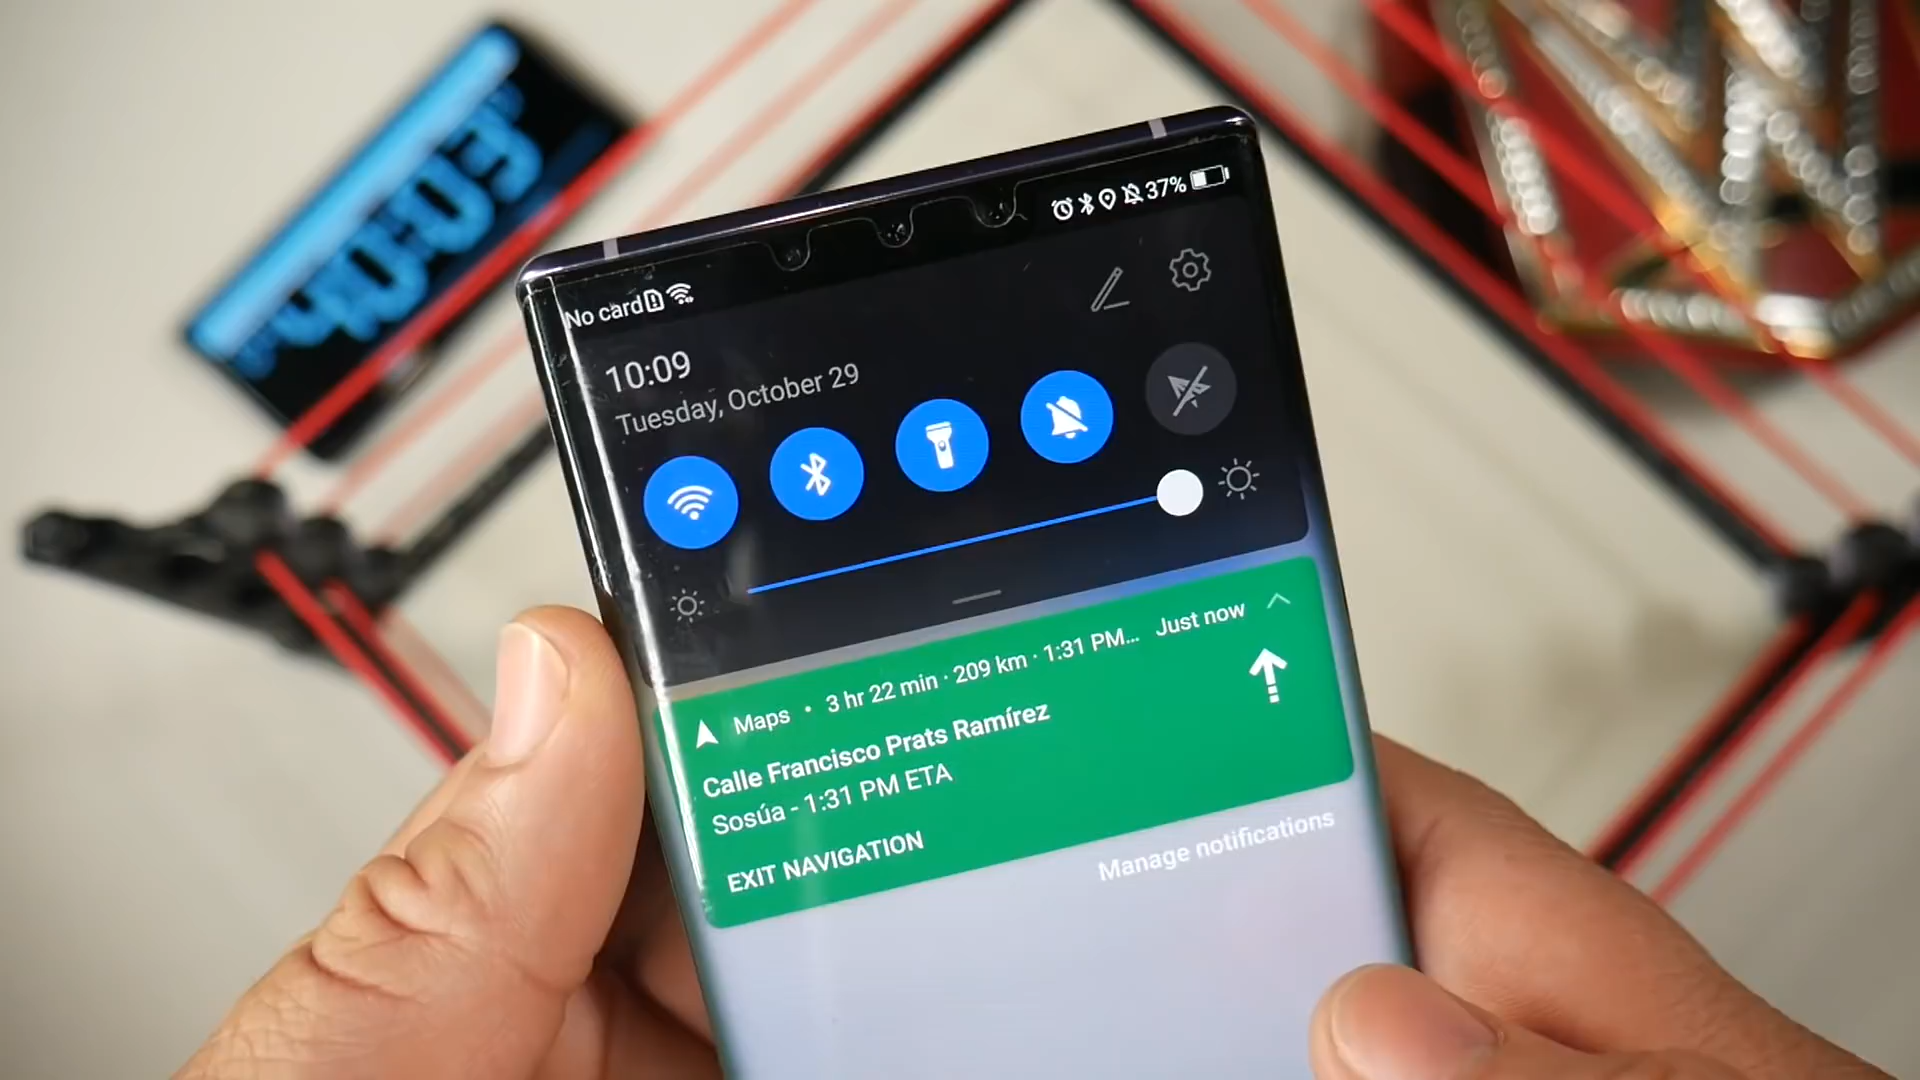 37%
No card
10:09
Tuesday, October 29
Maps • 3 hr 22 min · 209 km · 1:31 PM... Just now
Calle Francisco Prats Ramírez
Sosúa - 1:31 PM ETA
EXIT NAVIGATION
Manage notifications